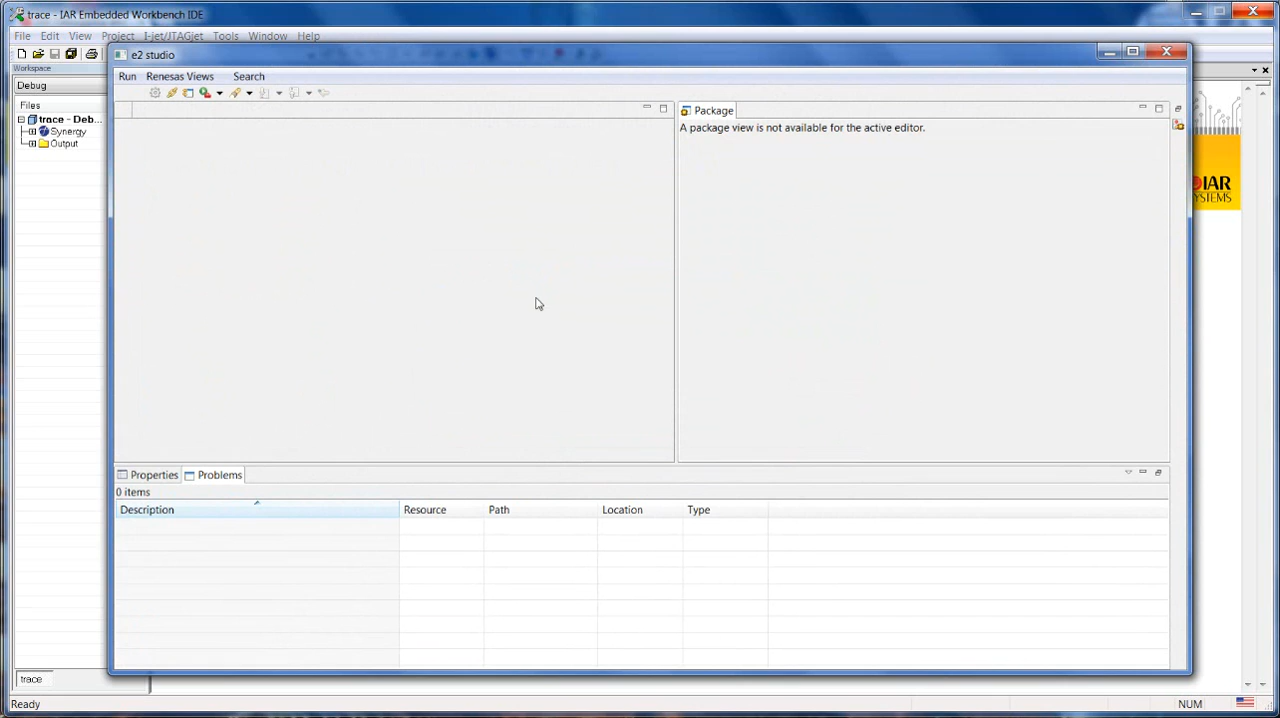 trace - IAR Embedded Workbench IDE
File Edit View Project I-jet/JTAGjet Tools Window Help
Workspace
Debug
Files
trace - Deb...
Synergy
Output
trace
e2 studio
Run Renesas Views Search
Package
A package view is not available for the active editor.
Properties Problems
0 items
Description Resource Path Location Type
IAR
SYSTEMS
Ready NUM